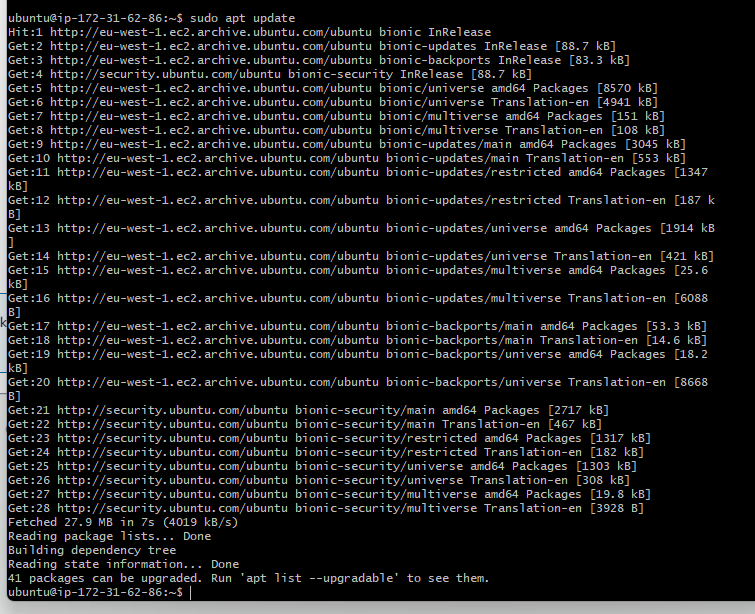 ubuntu@ip-172-31-62-86:~$ sudo apt update
Hit:1 http://eu-west-1.ec2.archive.ubuntu.com/ubuntu bionic InRelease
Get:2 http://eu-west-1.ec2.archive.ubuntu.com/ubuntu bionic-updates InRelease [88.7 kB]
Get:3 http://eu-west-1.ec2.archive.ubuntu.com/ubuntu bionic-backports InRelease [83.3 kB]
Get:4 http://security.ubuntu.com/ubuntu bionic-security InRelease [88.7 kB]
Get:5 http://eu-west-1.ec2.archive.ubuntu.com/ubuntu bionic/universe amd64 Packages [8570 kB]
Get:6 http://eu-west-1.ec2.archive.ubuntu.com/ubuntu bionic/universe Translation-en [4941 kB]
Get:7 http://eu-west-1.ec2.archive.ubuntu.com/ubuntu bionic/multiverse amd64 Packages [151 kB]
Get:8 http://eu-west-1.ec2.archive.ubuntu.com/ubuntu bionic/multiverse Translation-en [108 kB]
Get:9 http://eu-west-1.ec2.archive.ubuntu.com/ubuntu bionic-updates/main amd64 Packages [3045 kB]
Get:10 http://eu-west-1.ec2.archive.ubuntu.com/ubuntu bionic-updates/main Translation-en [553 kB]
Get:11 http://eu-west-1.ec2.archive.ubuntu.com/ubuntu bionic-updates/restricted amd64 Packages [1347
kB]
Get:12 http://eu-west-1.ec2.archive.ubuntu.com/ubuntu bionic-updates/restricted Translation-en [187 k
B]
Get:13 http://eu-west-1.ec2.archive.ubuntu.com/ubuntu bionic-updates/universe amd64 Packages [1914 kB
]
Get:14 http://eu-west-1.ec2.archive.ubuntu.com/ubuntu bionic-updates/universe Translation-en [421 kB]
Get:15 http://eu-west-1.ec2.archive.ubuntu.com/ubuntu bionic-updates/multiverse amd64 Packages [25.6
kB]
Get:16 http://eu-west-1.ec2.archive.ubuntu.com/ubuntu bionic-updates/multiverse Translation-en [6088
B]
k
Get:17 http://eu-west-1.ec2.archive.ubuntu.com/ubuntu bionic-backports/main amd64 Packages [53.3 kB]
Get:18 http://eu-west-1.ec2.archive.ubuntu.com/ubuntu bionic-backports/main Translation-en [14.6 kB]
Get:19 http://eu-west-1.ec2.archive.ubuntu.com/ubuntu bionic-backports/universe amd64 Packages [18.2
kB]
Get:20 http://eu-west-1.ec2.archive.ubuntu.com/ubuntu bionic-backports/universe Translation-en [8668
B]
Get:21 http://security.ubuntu.com/ubuntu bionic-security/main amd64 Packages [2717 kB]
Get:22 http://security.ubuntu.com/ubuntu bionic-security/main Translation-en [467 kB]
Get:23 http://security.ubuntu.com/ubuntu bionic-security/restricted amd64 Packages [1317 kB]
Get:24 http://security.ubuntu.com/ubuntu bionic-security/restricted Translation-en [182 kB]
Get:25 http://security.ubuntu.com/ubuntu bionic-security/universe amd64 Packages [1303 kB]
Get:26 http://security.ubuntu.com/ubuntu bionic-security/universe Translation-en [308 kB]
Get:27 http://security.ubuntu.com/ubuntu bionic-security/multiverse amd64 Packages [19.8 kB]
Get:28 http://security.ubuntu.com/ubuntu bionic-security/multiverse Translation-en [3928 B]
Fetched 27.9 MB in 7s (4019 kB/s)
Reading package lists... Done
Building dependency tree
Reading state information... Done
41 packages can be upgraded. Run 'apt list --upgradable' to see them.
ubuntu@ip-172-31-62-86:~$